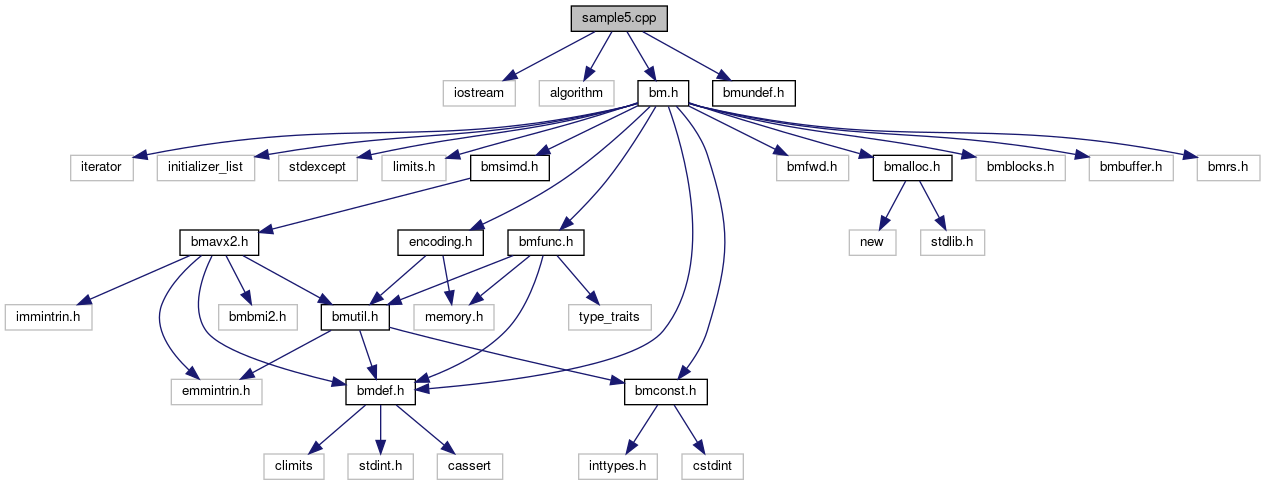 sample5.cpp
iostream
algorithm
bm.h
bmundef.h
iterator
initializer_list
stdexcept
limits.h
bmsimd.h
bmfwd.h
bmalloc.h
bmblocks.h
bmbuffer.h
bmrs.h
bmavx2.h
encoding.h
bmfunc.h
new
stdlib.h
immintrin.h
bmbmi2.h
bmutil.h
memory.h
type_traits
emmintrin.h
bmdef.h
bmconst.h
climits
stdint.h
cassert
inttypes.h
cstdint